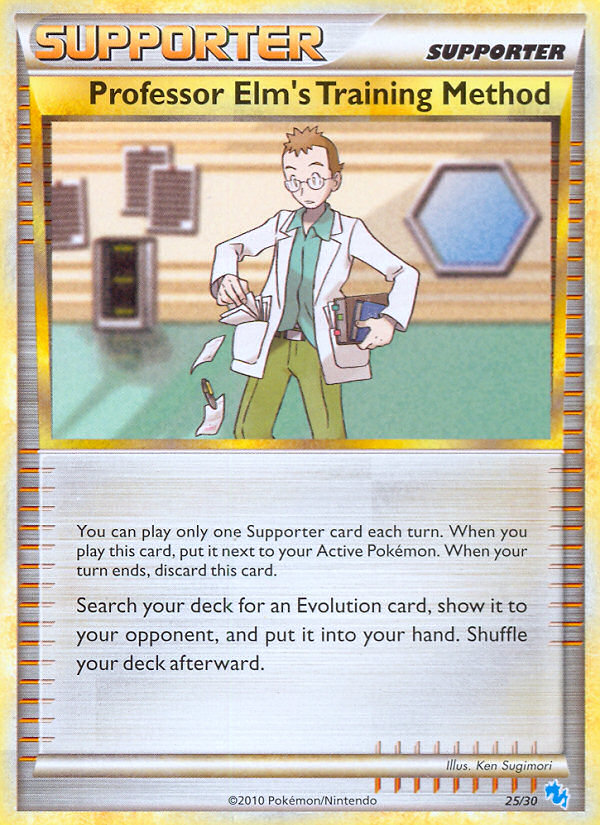 SUPPORTER
SUPPORTER
Professor Elm's Training Method
You can play only one Supporter card each turn. When you
play this card, put it next to your Active Pokémon. When your
turn ends, discard this card.
Search your deck for an Evolution card, show it to
your opponent, and put it into your hand. Shuffle
your deck afterward.
Illus. Ken Sugimori
©2010 Pokémon/Nintendo
25/30